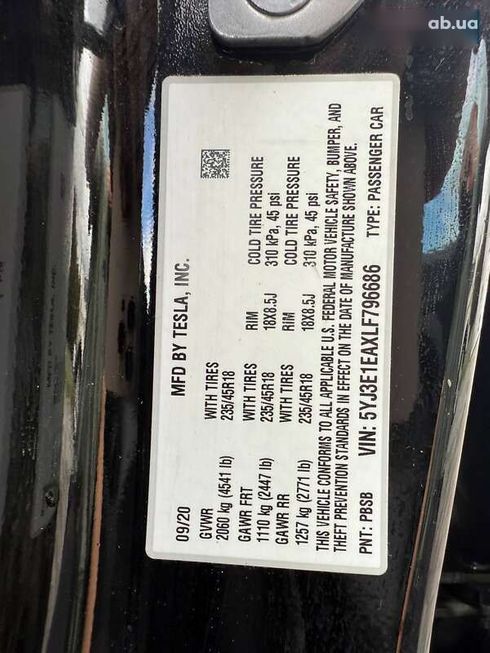 ab.ua
MFD BY TESLA, INC.
09/20
GVWR WITH TIRES RIM COLD TIRE PRESSURE
2060 kg (4541 lb) 235/45R18 18X8.5J 310 kPa, 45 psi
GAWR FRT WITH TIRES RIM COLD TIRE PRESSURE
1110 kg (2447 lb) 235/45R18 18X8.5J 310 kPa, 45 psi
GAWR RR
1257 kg (2771 lb) 235/45R18
THIS VEHICLE CONFORMS TO ALL APPLICABLE U.S. FEDERAL MOTOR VEHICLE SAFETY, BUMPER, AND
THEFT PREVENTION STANDARDS IN EFFECT ON THE DATE OF MANUFACTURE SHOWN ABOVE.
PNT: PBSB VIN: 5YJ3E1EAXLF796686 TYPE: PASSENGER CAR